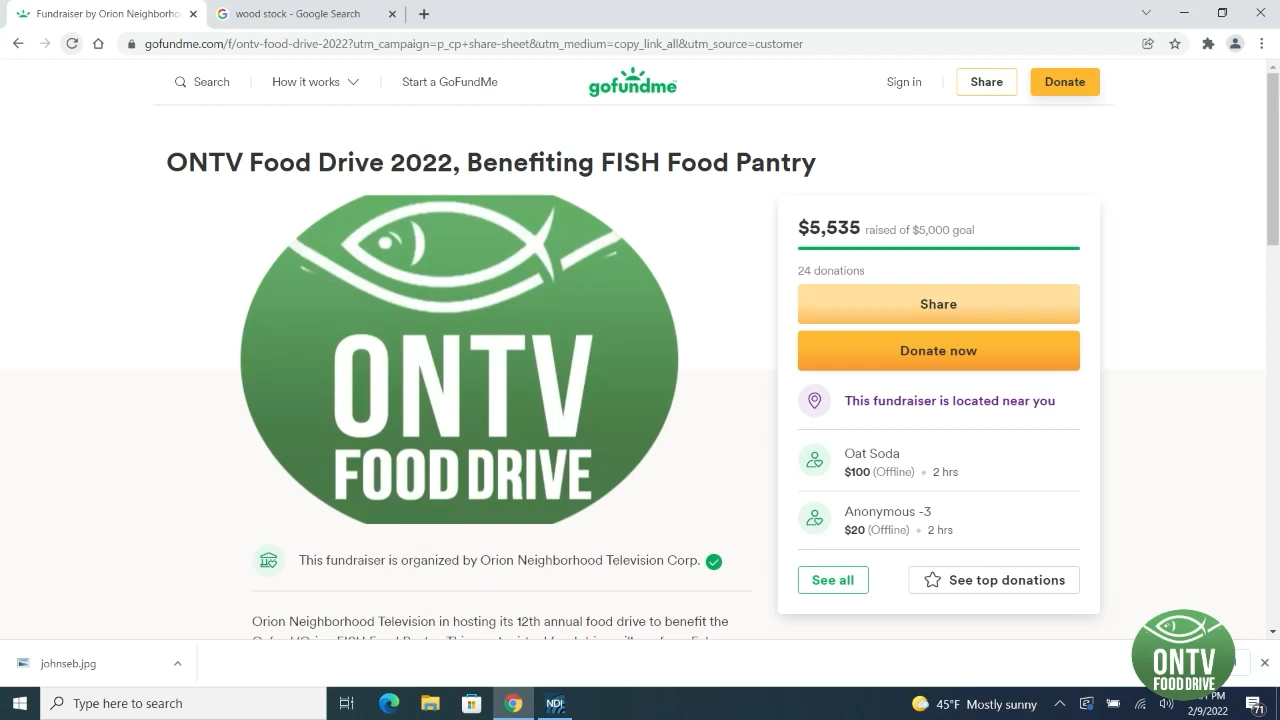 Fundraiser by Orion Neighborho
wood stock - Google Search
gofundme.com/f/ontv-food-drive-2022?utm_campaign=p_cp+share-sheet&utm_medium=copy_link_all&utm_source=customer
Search
How it works
Start a GoFundMe
gofundme
Sign in
Share
Donate
ONTV Food Drive 2022, Benefiting FISH Food Pantry
ONTV
FOOD DRIVE
$5,535 raised of $5,000 goal
24 donations
Share
Donate now
This fundraiser is located near you
Oat Soda
$100 (Offline) • 2 hrs
Anonymous -3
$20 (Offline) • 2 hrs
See all
See top donations
This fundraiser is organized by Orion Neighborhood Television Corp.
Orion Neighborhood Television in hosting its 12th annual food drive to benefit the
johnseb.jpg
ONTV
FOOD DRIVE
Type here to search
NDI
45°F Mostly sunny
PM
2/9/2022
71